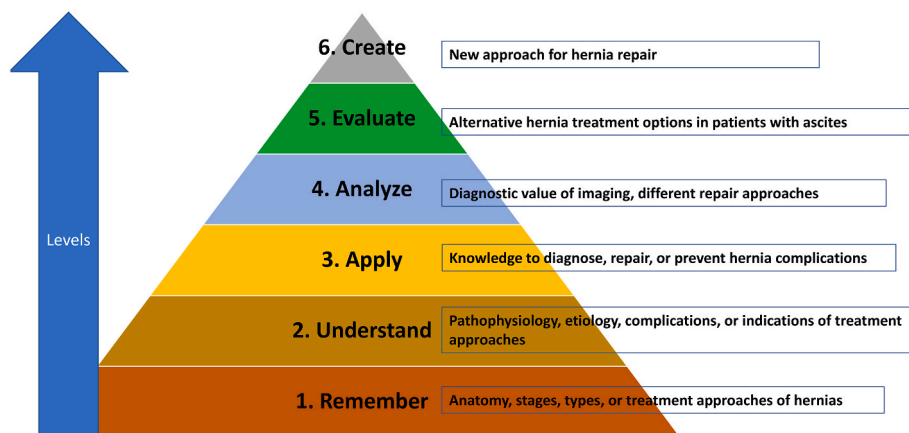 6. Create
New approach for hernia repair
5. Evaluate
Alternative hernia treatment options in patients with ascites
4. Analyze
Diagnostic value of imaging, different repair approaches
Levels
3. Apply
Knowledge to diagnose, repair, or prevent hernia complications
2. Understand
Pathophysiology, etiology, complications, or indications of treatment
approaches
1. Remember
Anatomy, stages, types, or treatment approaches of hernias